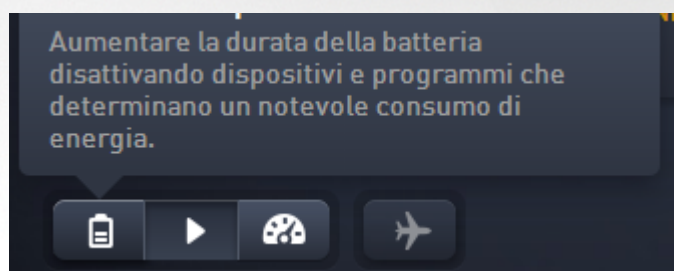 Aumentare la durata della batteria
disattivando dispositivi e programmi che
determinano un notevole consumo di
energia.